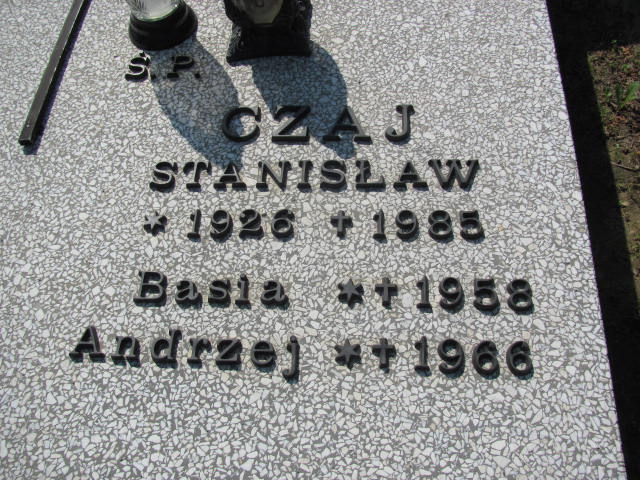 Ś.P.
CZAJ
STANISŁAW
* 1926 ✝ 1985
Basia *✝1958
Andrzej *✝1966